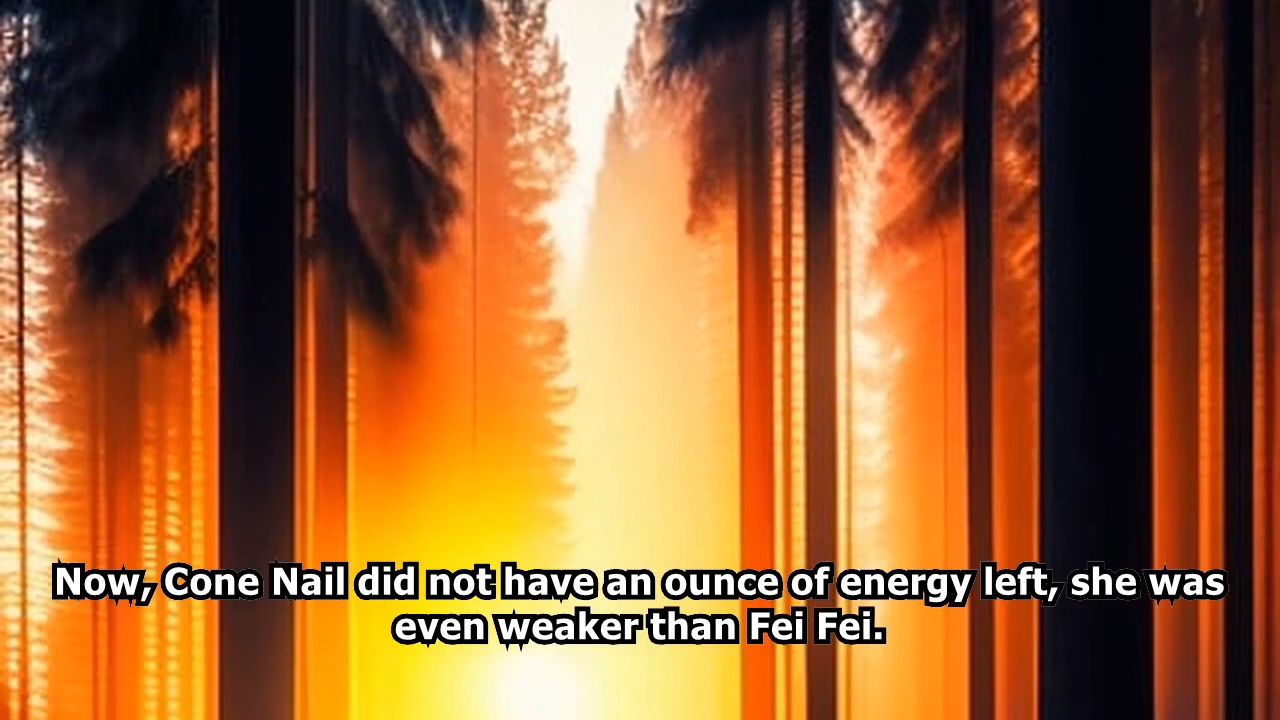 Now, Cone Nail did not have an ounce of energy left, she was
even weaker than Fei Fei.